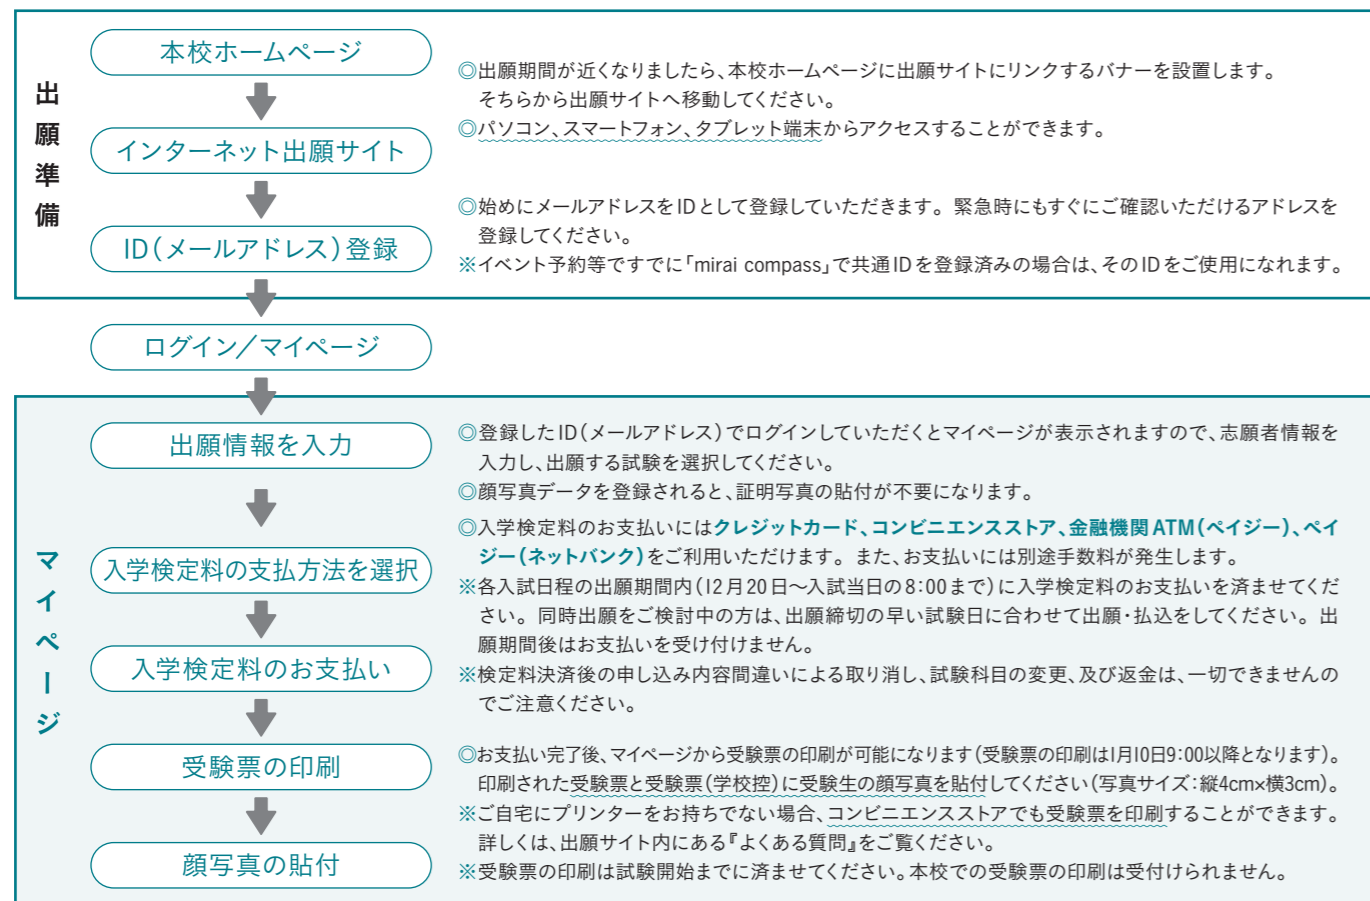 出願準備
本校ホームページ
インターネット出願サイト
ID(メールアドレス)登録
◎出願期間が近くなりましたら、本校ホームページに出願サイトにリンクするバナーを設置します。
そちらから出願サイトへ移動してください。
◎パソコン、スマートフォン、タブレット端末からアクセスすることができます。
◎始めにメールアドレスをIDとして登録していただきます。緊急時にもすぐにご確認いただけるアドレスを
登録してください。
※イベント予約等ですでに「mirai compass」で共通IDを登録済みの場合は、そのIDをご使用になれます。
ログイン/マイページ
マイページ
出願情報を入力
入学検定料の支払方法を選択
入学検定料のお支払い
受験票の印刷
顔写真の貼付
◎登録したID(メールアドレス)でログインしていただくとマイページが表示されますので、志願者情報を
入力し、出願する試験を選択してください。
◎顔写真データを登録されると、証明写真の貼付が不要になります。
◎入学検定料のお支払いにはクレジットカード、コンビニエンスストア、金融機関ATM(ペイジー)、ペイ
ジー(ネットバンク)をご利用いただけます。また、お支払いには別途手数料が発生します。
※各入試日程の出願期間内(12月20日〜入試当日の8:00まで)に入学検定料のお支払いを済ませてくだ
さい。同時出願をご検討中の方は、出願締切の早い試験日に合わせて出願・払込をしてください。出
願期間後はお支払いを受け付けません。
※検定料決済後の申し込み内容間違いによる取り消し、試験科目の変更、及び返金は、一切できませんの
でご注意ください。
◎お支払い完了後、マイページから受験票の印刷が可能になります(受験票の印刷は1月10日9:00以降となります)。
印刷された受験票と受験票(学校控)に受験生の顔写真を貼付してください(写真サイズ:縦4cm×横3cm)。
※ご自宅にプリンターをお持ちでない場合、コンビニエンスストアでも受験票を印刷することができます。
詳しくは、出願サイト内にある『よくある質問』をご覧ください。
※受験票の印刷は試験開始までに済ませてください。本校での受験票の印刷は受付けられません。